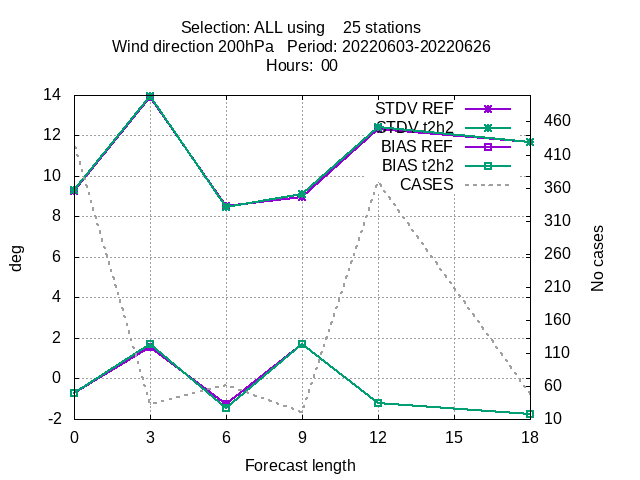 Selection: ALL using    25 stations
Wind direction 200hPa   Period: 20220603-20220626
Hours:  00
STDV REF
STDV t2h2
BIAS REF
BIAS t2h2
CASES
14
12
10
8
6
4
2
0
-2
deg
460
410
360
310
260
210
160
110
60
10
No cases
0 3 6 9 12 15 18
Forecast length